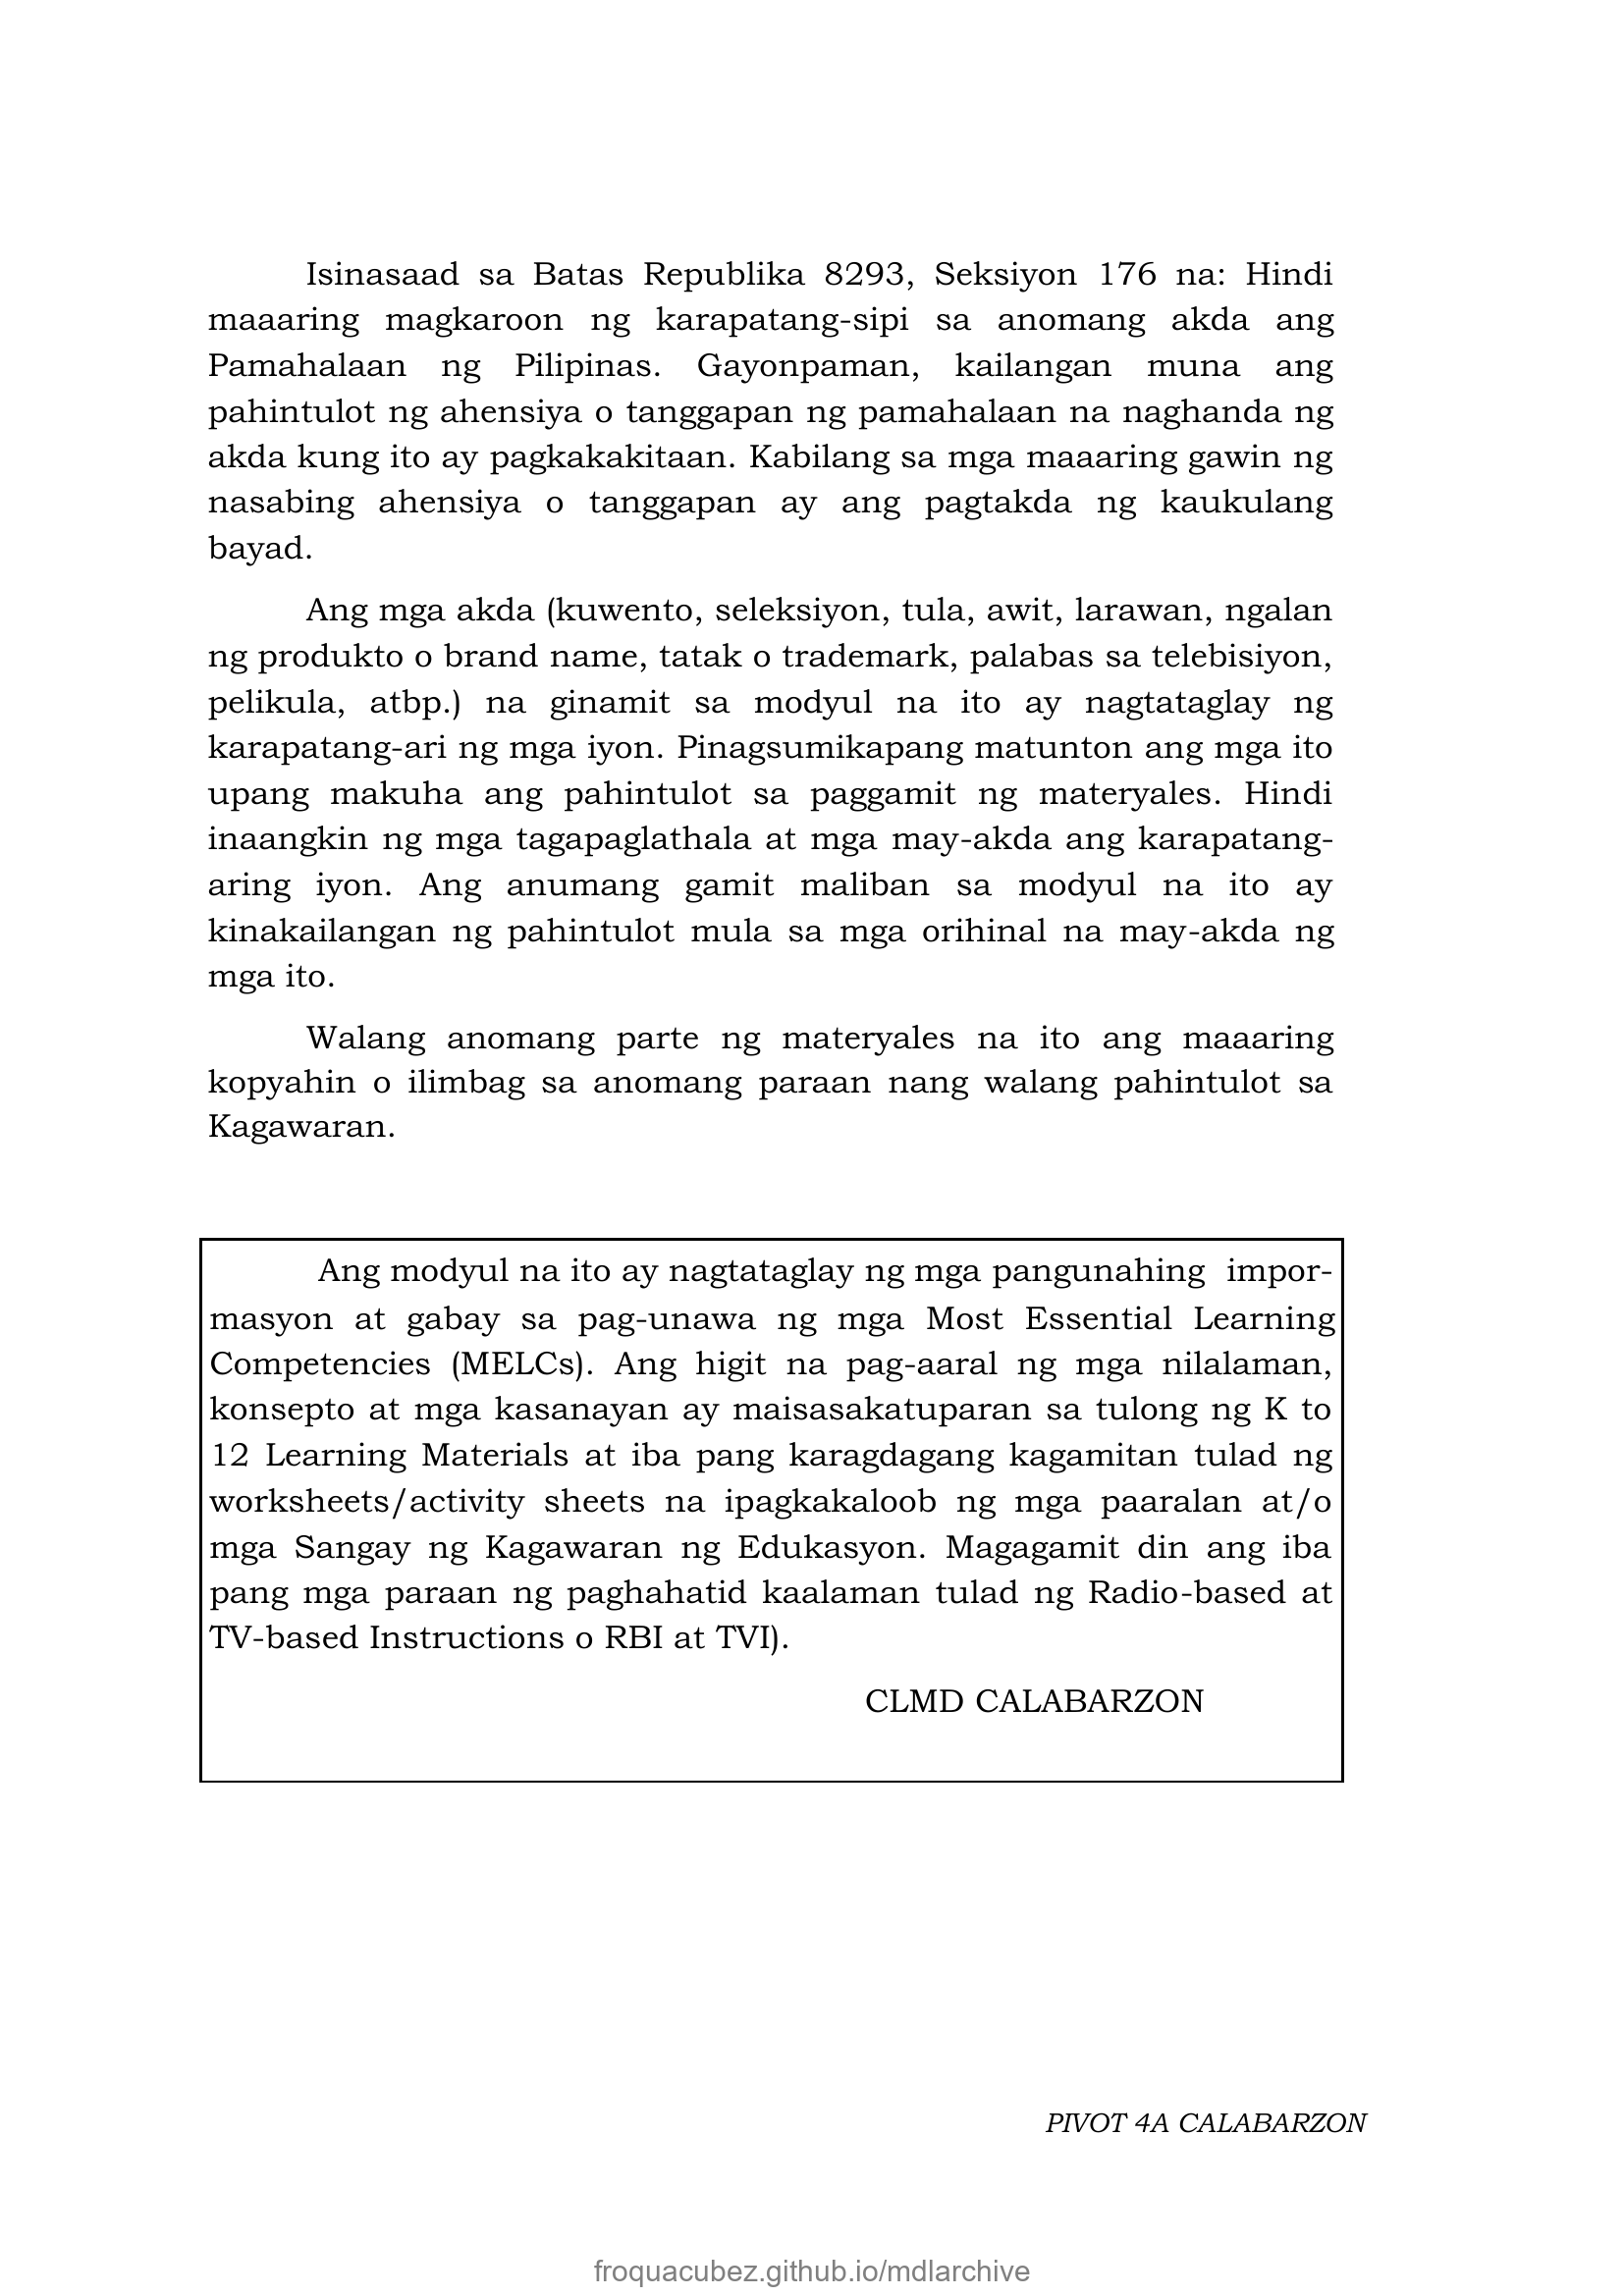 Isinasaad sa Batas Republika 8293, Seksiyon 176 na: Hindi
maaaring magkaroon ng karapatang-sipi sa anomang akda ang
Pamahalaan ng Pilipinas. Gayonpaman, kailangan muna ang
pahintulot ng ahensiya o tanggapan ng pamahalaan na naghanda ng
akda kung ito ay pagkakakitaan. Kabilang sa mga maaaring gawin ng
nasabing ahensiya o tanggapan ay ang pagtakda ng kaukulang
bayad.
Ang mga akda (kuwento, seleksiyon, tula, awit, larawan, ngalan
ng produkto o brand name, tatak o trademark, palabas sa telebisiyon,
pelikula, atbp.) na ginamit sa modyul na ito ay nagtataglay ng
karapatang-ari ng mga iyon. Pinagsumikapang matunton ang mga ito
upang makuha ang pahintulot sa paggamit ng materyales. Hindi
inaangkin ng mga tagapaglathala at mga may-akda ang karapatang-
aring iyon. Ang anumang gamit maliban sa modyul na ito ay
kinakailangan ng pahintulot mula sa mga orihinal na may-akda ng
mga ito.
Walang anomang parte ng materyales na ito ang maaaring
kopyahin o ilimbag sa anomang paraan nang walang pahintulot sa
Kagawaran.
Ang modyul na ito ay nagtataglay ng mga pangunahing impor-
masyon at gabay sa pag-unawa ng mga Most Essential Learning
Competencies (MELCs). Ang higit na pag-aaral ng mga nilalaman,
konsepto at mga kasanayan ay maisasakatuparan sa tulong ng K to
12 Learning Materials at iba pang karagdagang kagamitan tulad ng
worksheets/activity sheets na ipagkakaloob ng mga paaralan at/o
mga Sangay ng Kagawaran ng Edukasyon. Magagamit din ang iba
pang mga paraan ng paghahatid kaalaman tulad ng Radio-based at
TV-based Instructions o RBI at TVI).
CLMD CALABARZON
PIVOT 4A CALABARZON
froquacubez.github.io/mdlarchive